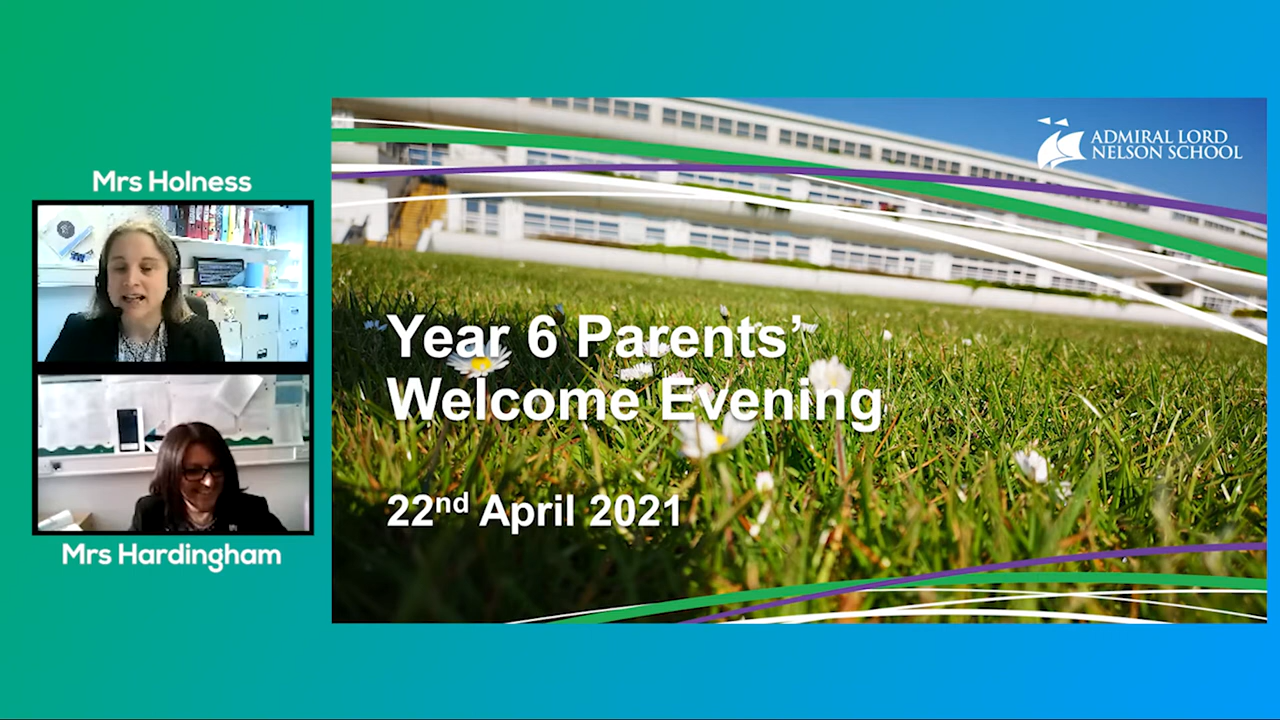 Mrs Holness
Mrs Hardingham
ADMIRAL LORD
NELSON SCHOOL
Year 6 Parents’
Welcome Evening
22nd April 2021